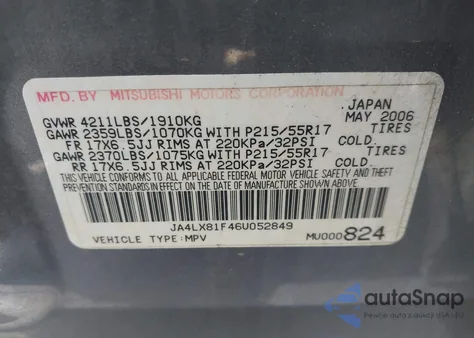 MFD. BY MITSUBISHI MOTORS CORPORATION
JAPAN
GVWR 4211LBS/1910KG MAY 2006
GAWR 2359LBS/1070KG WITH P215/55R17 TIRES
FR 17X6.5JJ RIMS AT 220KPa/32PSI
GAWR 2370LBS/1075KG WITH P215/55R17 TIRES
RR 17X6.5JJ RIMS AT 220KPa/32PSI
THIS VEHICLE CONFORMS TO ALL APPLICABLE FEDERAL MOTOR VEHICLE SAFETY AND THEFT
PREVENTION STANDARDS IN EFFECT ON THE DATE OF MANUFACTURE SHOWN ABOVE.
JA4LX81F46U052849
VEHICLE TYPE:MPV MU000824
autoSnap